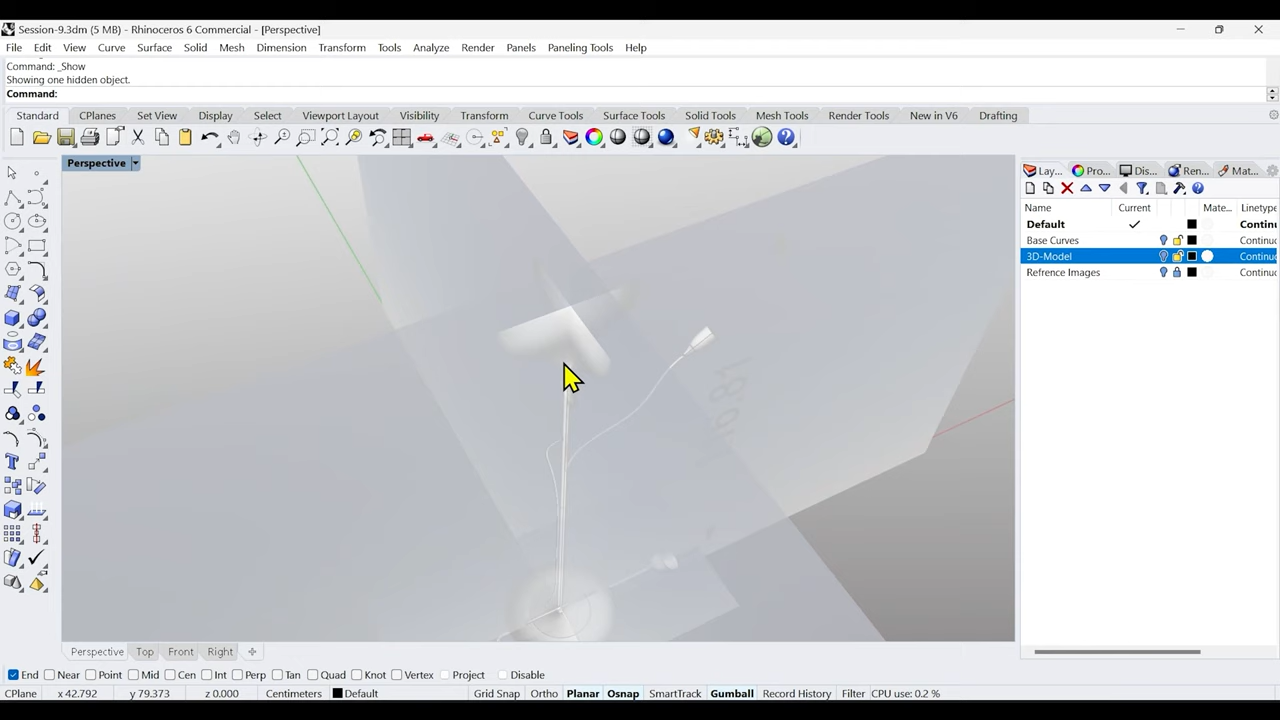 Session-9.3dm (5 MB) - Rhinoceros 6 Commercial - [Perspective]
File Edit View Curve Surface Solid Mesh Dimension Transform Tools Analyze Render Panels Paneling Tools Help
Command: _Show
Showing one hidden object.
Command:
Standard CPlanes Set View Display Select Viewport Layout Visibility Transform Curve Tools Surface Tools Solid Tools Mesh Tools Render Tools New in V6 Drafting
Perspective
Lay... Pro... Dis... Ren... Mat...
Name Current Mate... Linetype
Default Continu
Base Curves Continuc
3D-Model Continuc
Refrence Images Continuc
Perspective Top Front Right
End Near Point Mid Cen Int Perp Tan Quad Knot Vertex Project Disable
CPlane x 42.792 y 79.373 z 0.000 Centimeters Default Grid Snap Ortho Planar Osnap SmartTrack Gumball Record History Filter CPU use: 0.2 %